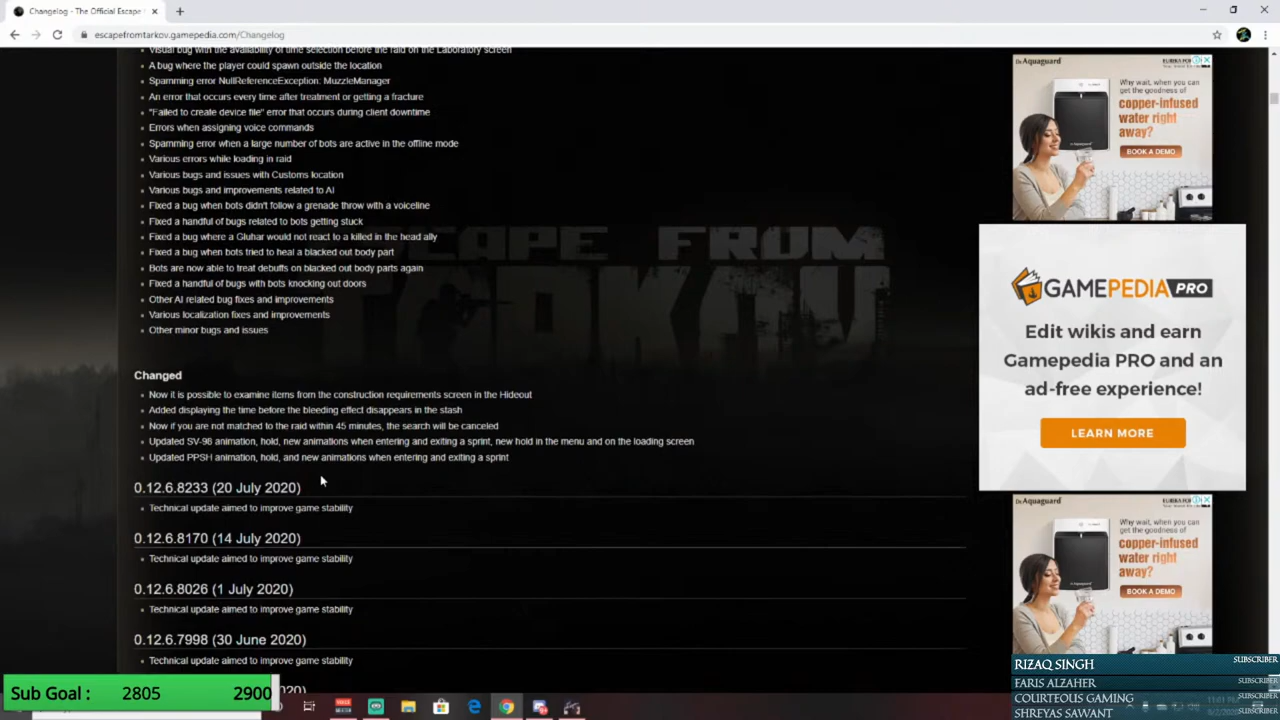 Changelog - The Official Escape
escapefromtarkov.gamepedia.com/Changelog
Visual bug with the availability of time selection before the raid on the Laboratory screen
A bug where the player could spawn outside the location
Spamming error NullReferenceException: MuzzleManager
An error that occurs every time after treatment or getting a fracture
"Failed to create device file" error that occurs during client downtime
Errors when assigning voice commands
Spamming error when a large number of bots are active in the offline mode
Various errors while loading in raid
Various bugs and issues with Customs location
Various bugs and improvements related to AI
Fixed a bug when bots didn't follow a grenade throw with a voiceline
Fixed a handful of bugs related to bots getting stuck
Fixed a bug where a Gluhar would not react to a killed in the head ally
Fixed a bug when bots tried to heal a blacked out body part
Bots are now able to treat debuffs on blacked out body parts again
Fixed a handful of bugs with bots knocking out doors
Other AI related bug fixes and improvements
Various localization fixes and improvements
Other minor bugs and issues
Changed
Now it is possible to examine items from the construction requirements screen in the Hideout
Added displaying the time before the bleeding effect disappears in the stash
Now if you are not matched to the raid within 45 minutes, the search will be canceled
Updated SV-98 animation, hold, new animations when entering and exiting a sprint, new hold in the menu and on the loading screen
Updated PPSH animation, hold, and new animations when entering and exiting a sprint
0.12.6.8233 (20 July 2020)
Technical update aimed to improve game stability
0.12.6.8170 (14 July 2020)
Technical update aimed to improve game stability
0.12.6.8026 (1 July 2020)
Technical update aimed to improve game stability
0.12.6.7998 (30 June 2020)
Technical update aimed to improve game stability
CAPE FROM
Dr. Aquaguard
Why wait, when you can
get the goodness of
copper-infused
water right
away?
BOOK A DEMO
GAMEPEDIA PRO
Edit wikis and earn
Gamepedia PRO and an
ad-free experience!
LEARN MORE
Dr. Aquaguard
Why wait, when you can
get the goodness of
copper-infused
water right
away?
BOOK A DEMO
Sub Goal : 2805 2900
RIZAQ SINGH SUBSCRIBER
FARIS ALZAHER SUBSCRIBER
COURTEOUS GAMING SUBSCRIBER
SHREYAS SAWANT SUBSCRIBER